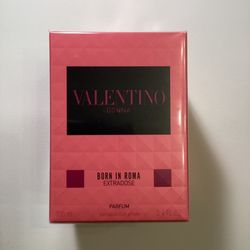 VALENTINO
DONNA
BORN IN ROMA
EXTRADOSE
PARFUM